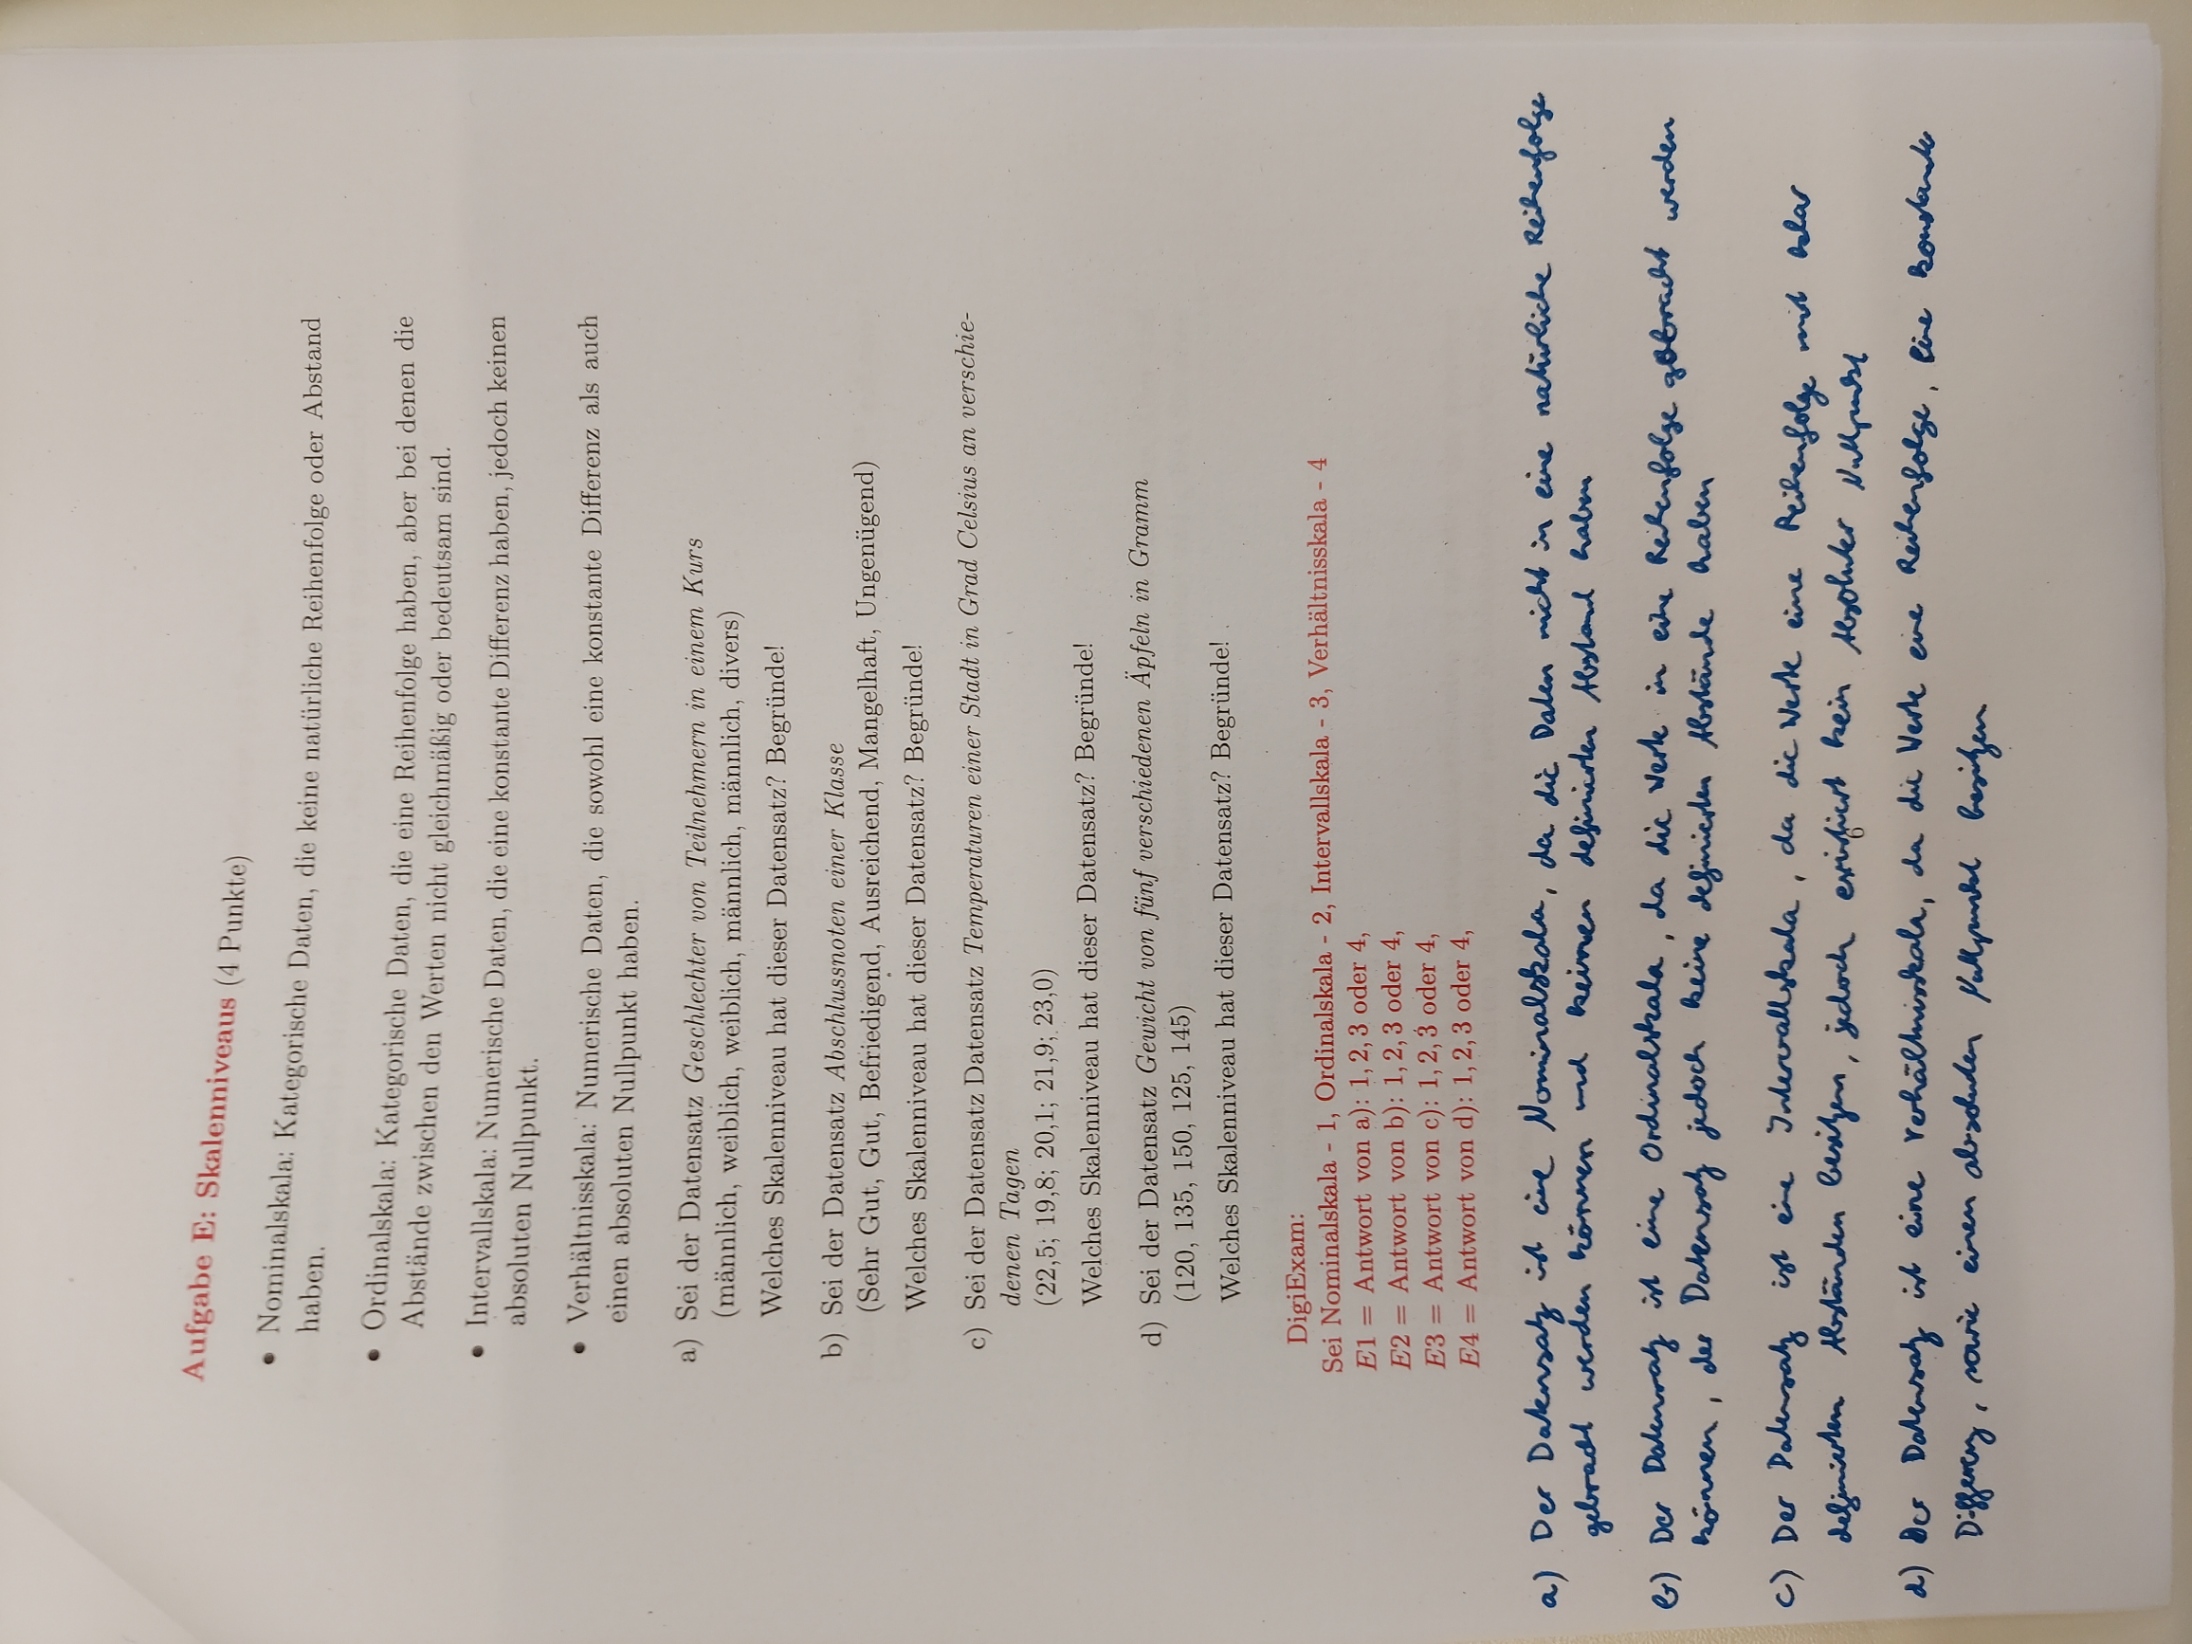 Aufgabe E: Skalenniveaus (4 Punkte)
• Nominalskala: Kategorische Daten, die keine natürliche Reihenfolge oder Abstand
haben.
• Ordinalskala: Kategorische Daten, die eine Reihenfolge haben, aber bei denen die
Abstände zwischen den Werten nicht gleichmäßig oder bedeutsam sind.
• Intervallskala: Numerische Daten, die eine konstante Differenz haben, jedoch keinen
absoluten Nullpunkt.
• Verhältnisskala: Numerische Daten, die sowohl eine konstante Differenz als auch
einen absoluten Nullpunkt haben.
a) Sei der Datensatz Geschlechter von Teilnehmern in einem Kurs
(männlich, weiblich, weiblich, männlich, männlich, divers)
Welches Skalenniveau hat dieser Datensatz? Begründe!
b) Sei der Datensatz Abschlussnoten einer Klasse
(Sehr Gut, Gut, Befriedigend, Ausreichend, Mangelhaft, Ungenügend)
Welches Skalenniveau hat dieser Datensatz? Begründe!
c) Sei der Datensatz Datensatz Temperaturen einer Stadt in Grad Celsius an verschie-
denen Tagen
(22,5; 19,8; 20,1; 21,9; 23,0)
Welches Skalenniveau hat dieser Datensatz? Begründe!
d) Sei der Datensatz Gewicht von fünf verschiedenen Äpfeln in Gramm
(120, 135, 150, 125, 145)
Welches Skalenniveau hat dieser Datensatz? Begründe!
DigiExam:
Sei Nominalskala - 1, Ordinalskala - 2, Intervallskala - 3, Verhältnisskala - 4
E1 = Antwort von a): 1, 2, 3 oder 4,
E2 = Antwort von b): 1, 2, 3 oder 4,
E3 = Antwort von c): 1, 2, 3 oder 4,
E4 = Antwort von d): 1, 2, 3 oder 4,
a) Der Datensatz ist eine Nominalskala, da die Daten nicht in eine natürliche Reihenfolge
gebracht werden können und keinen definierten Abstand haben
b) Der Datensatz ist eine Ordinalskala, da die Werte in eine Reihenfolge gebracht werden
können, der Datensatz jedoch keine definierten Abstände haben
c) Der Datensatz ist eine Intervallskala, da die Werte eine Reihenfolge mit klar
definierten Abständen besitzen, jedoch existiert kein Absoluter Nullpunkt
6
d) Der Datensatz ist eine Verhältnisskala, da die Werte eine Reihenfolge, eine konstante
Differenz, sowie einen absoluten Nullpunkt besitzen